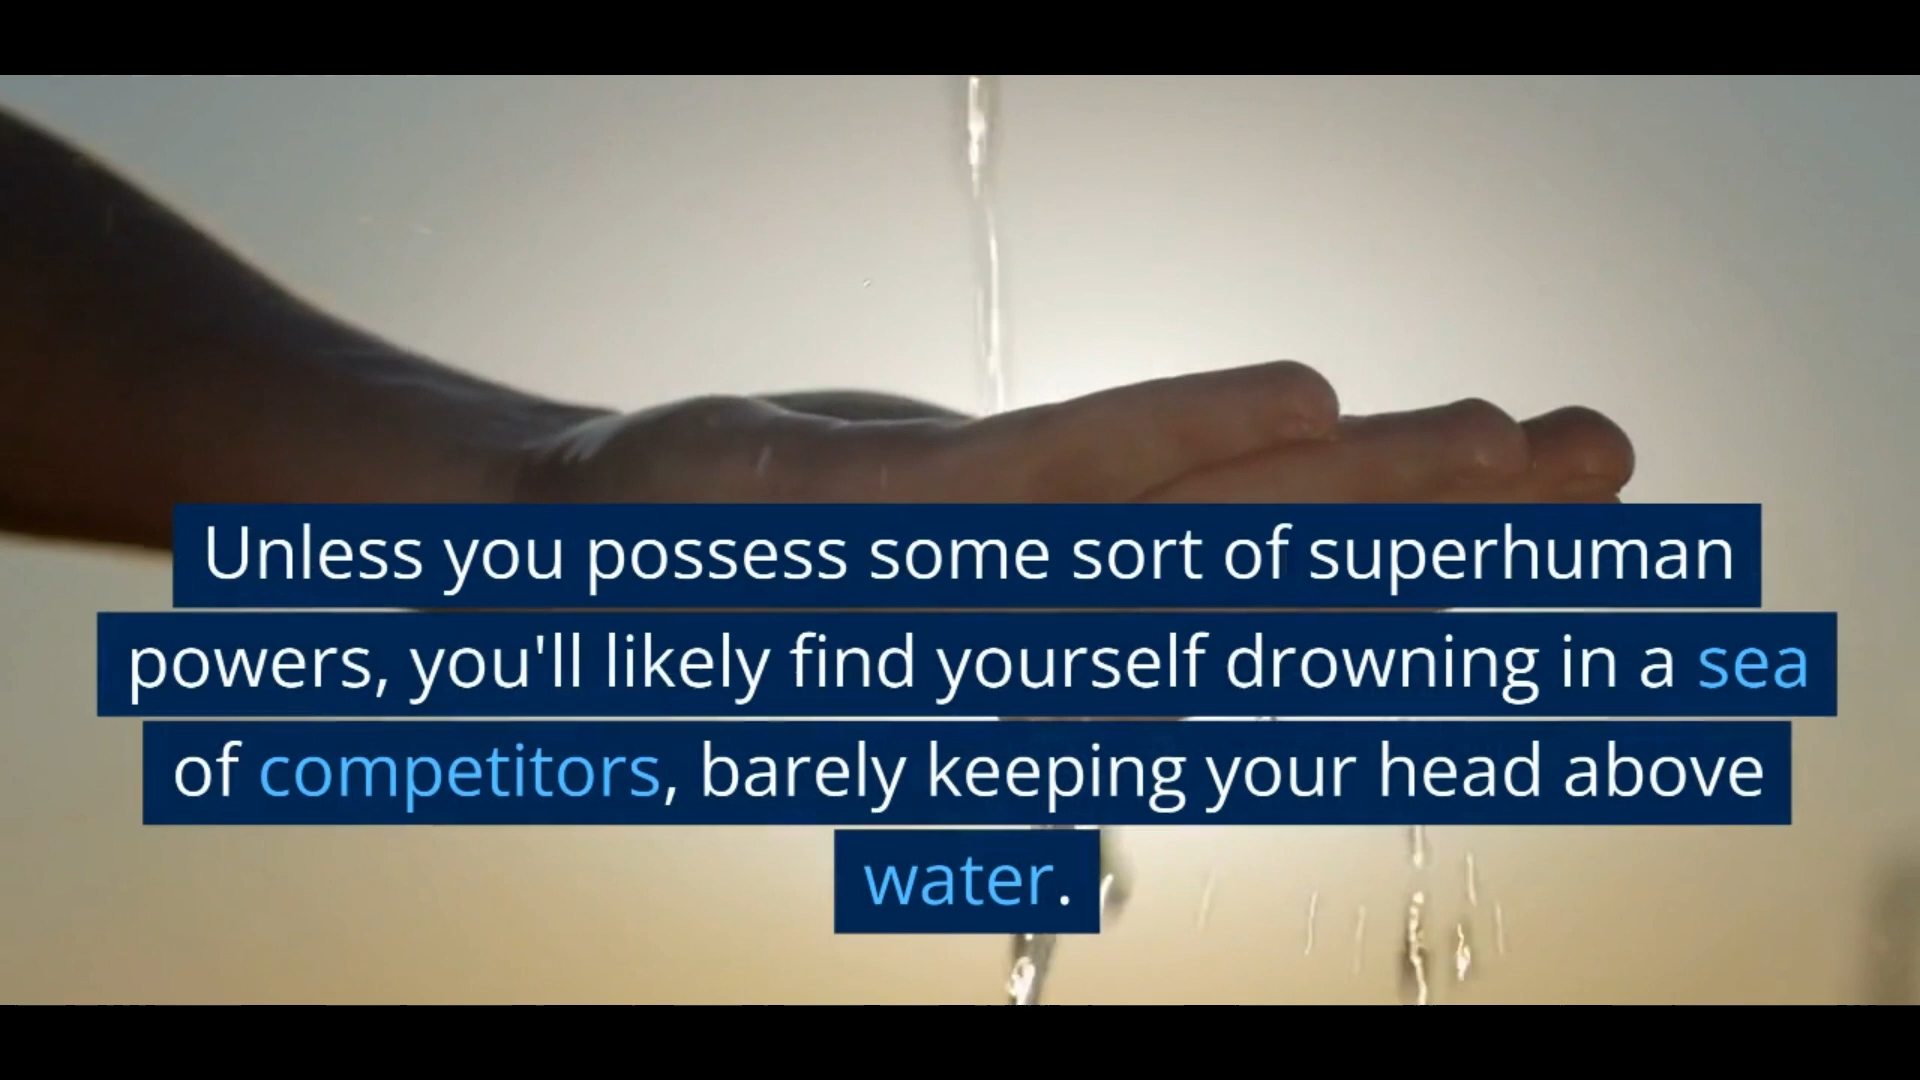 Unless you possess some sort of superhuman
powers, you'll likely find yourself drowning in a sea
of competitors, barely keeping your head above
water.